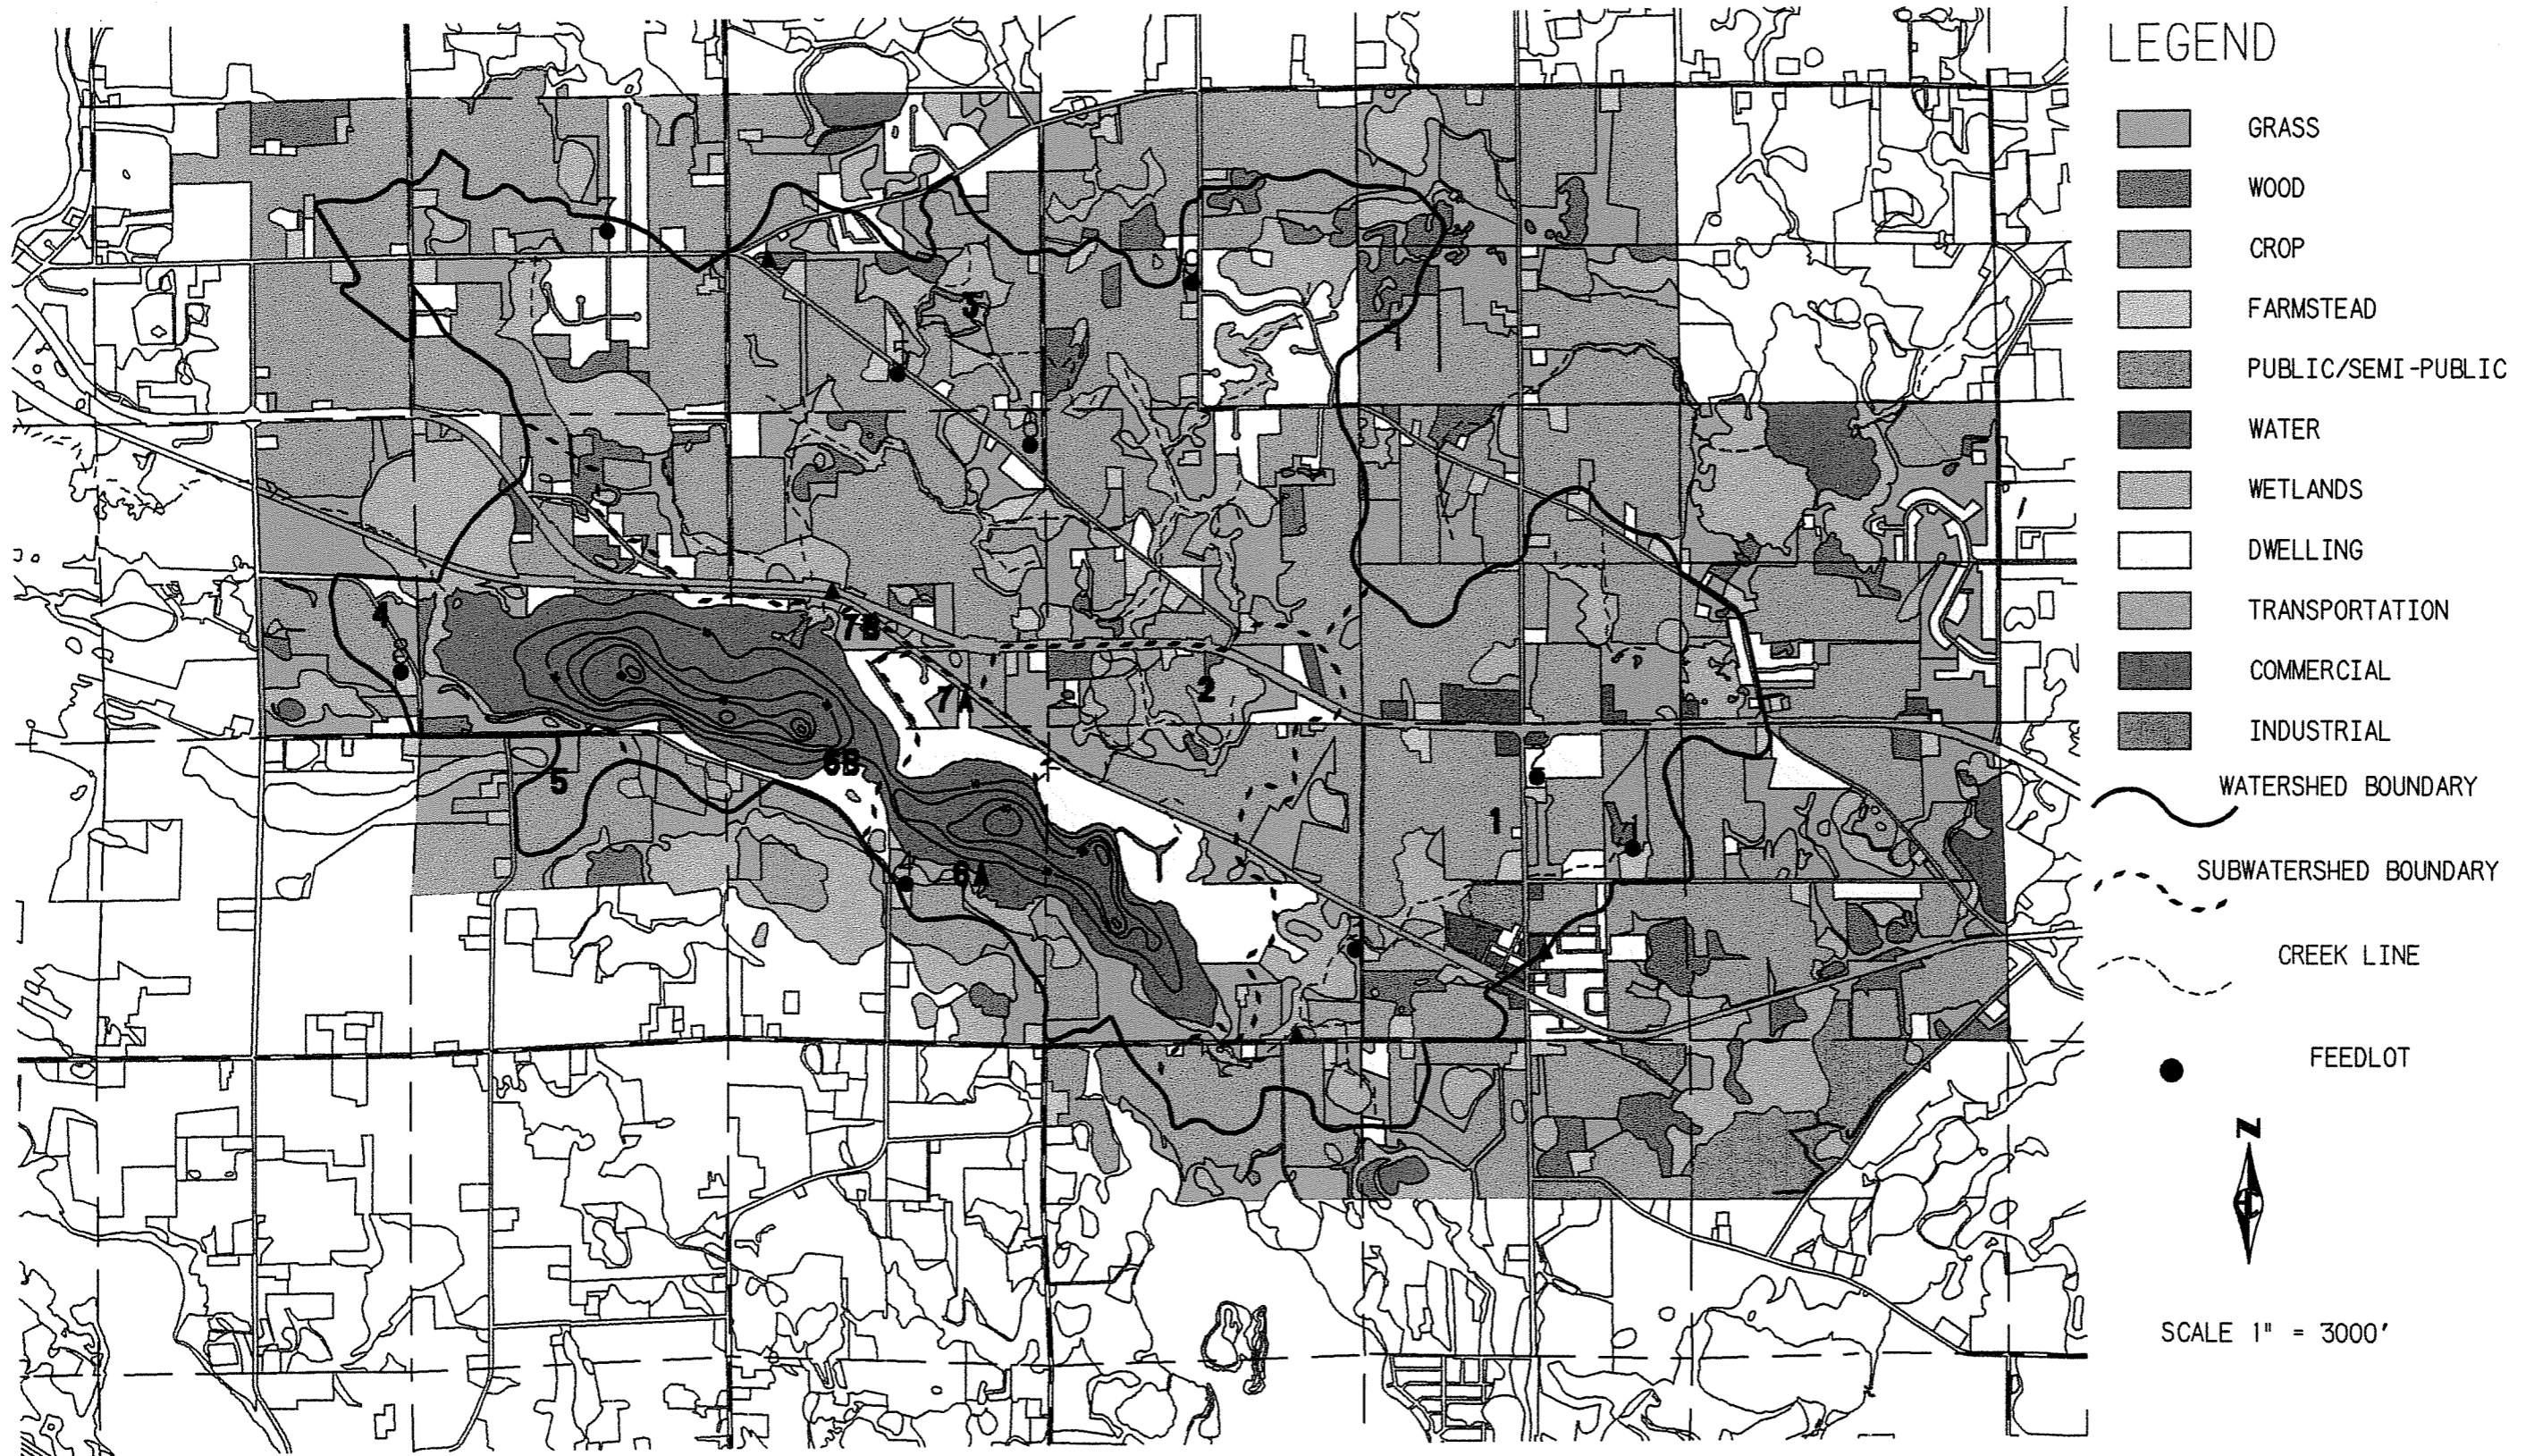 LEGEND
GRASS
WOOD
CROP
FARMSTEAD
PUBLIC/SEMI-PUBLIC
WATER
WETLANDS
DWELLING
TRANSPORTATION
COMMERCIAL
INDUSTRIAL
WATERSHED BOUNDARY
SUBWATERSHED BOUNDARY
CREEK LINE
FEEDLOT
N
SCALE 1" = 3000'
3
4
7B
7A
2
6B
5
1
6A